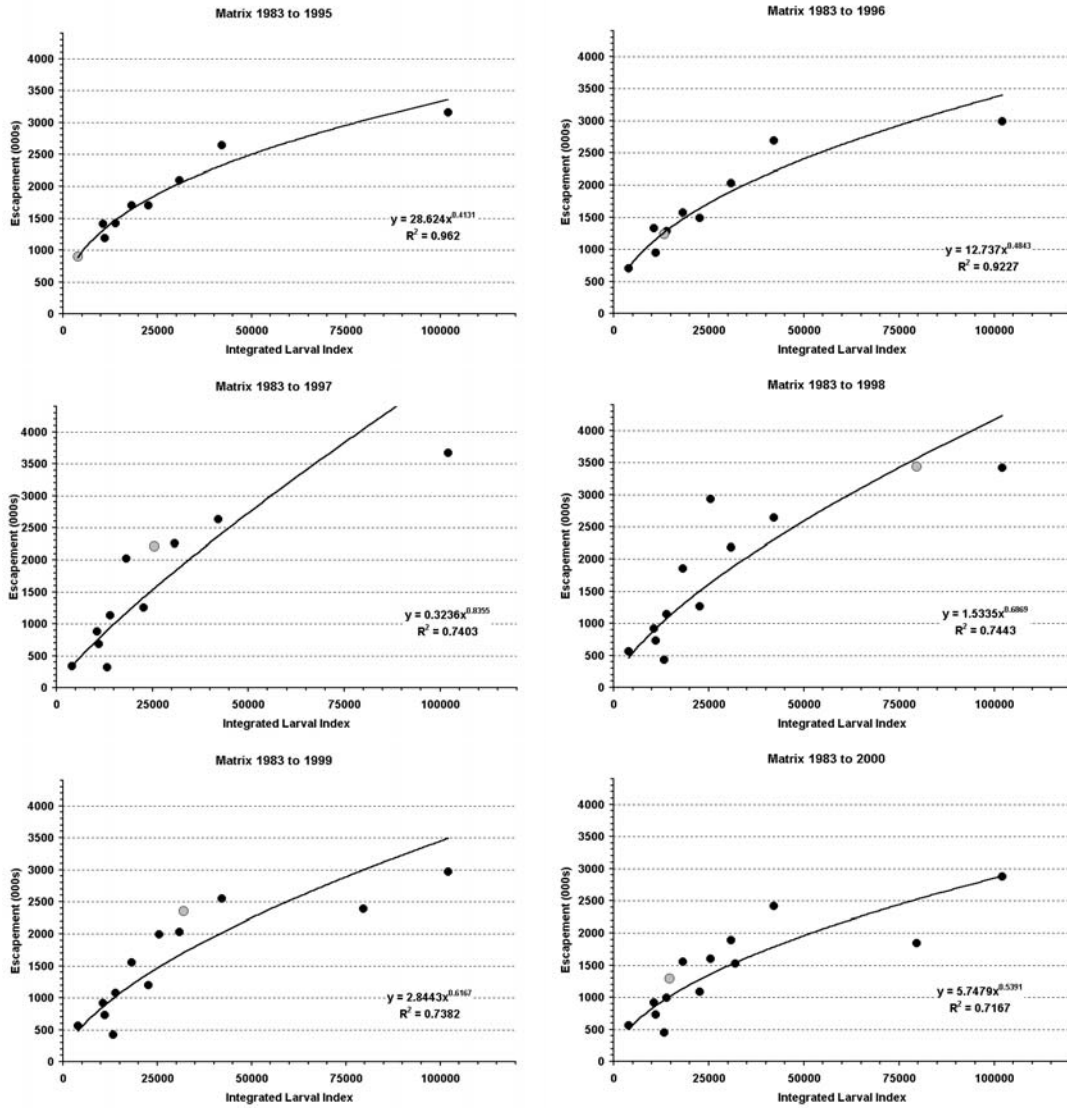 Matrix 1983 to 1995
Escapement (000s)
4000
3500
3000
2500
2000
1500
1000
500
0
y = 28.624x^0.4131
R² = 0.962
0 25000 50000 75000 100000
Integrated Larval Index
Matrix 1983 to 1996
Escapement (000s)
4000
3500
3000
2500
2000
1500
1000
500
0
y = 12.737x^0.4843
R² = 0.9227
0 25000 50000 75000 100000
Integrated Larval Index
Matrix 1983 to 1997
Escapement (000s)
4000
3500
3000
2500
2000
1500
1000
500
0
y = 0.3236x^0.8355
R² = 0.7403
0 25000 50000 75000 100000
Integrated Larval Index
Matrix 1983 to 1998
Escapement (000s)
4000
3500
3000
2500
2000
1500
1000
500
0
y = 1.5335x^0.6869
R² = 0.7443
0 25000 50000 75000 100000
Integrated Larval Index
Matrix 1983 to 1999
Escapement (000s)
4000
3500
3000
2500
2000
1500
1000
500
0
y = 2.8443x^0.6167
R² = 0.7382
0 25000 50000 75000 100000
Integrated Larval Index
Matrix 1983 to 2000
Escapement (000s)
4000
3500
3000
2500
2000
1500
1000
500
0
y = 5.7479x^0.5391
R² = 0.7167
0 25000 50000 75000 100000
Integrated Larval Index